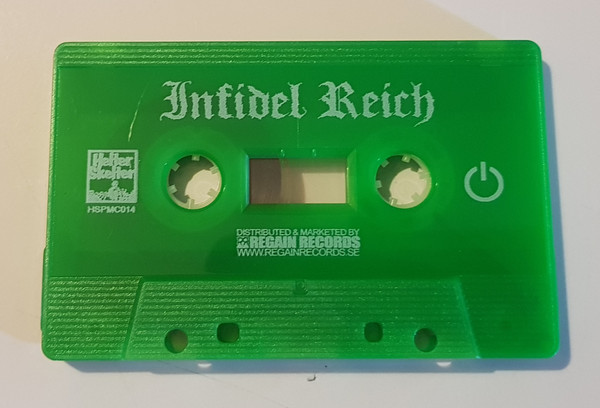 Infidel Reich
Helter
Skelter
HSPMC014
DISTRIBUTED & MARKETED BY
REGAIN RECORDS
WWW.REGAINRECORDS.SE